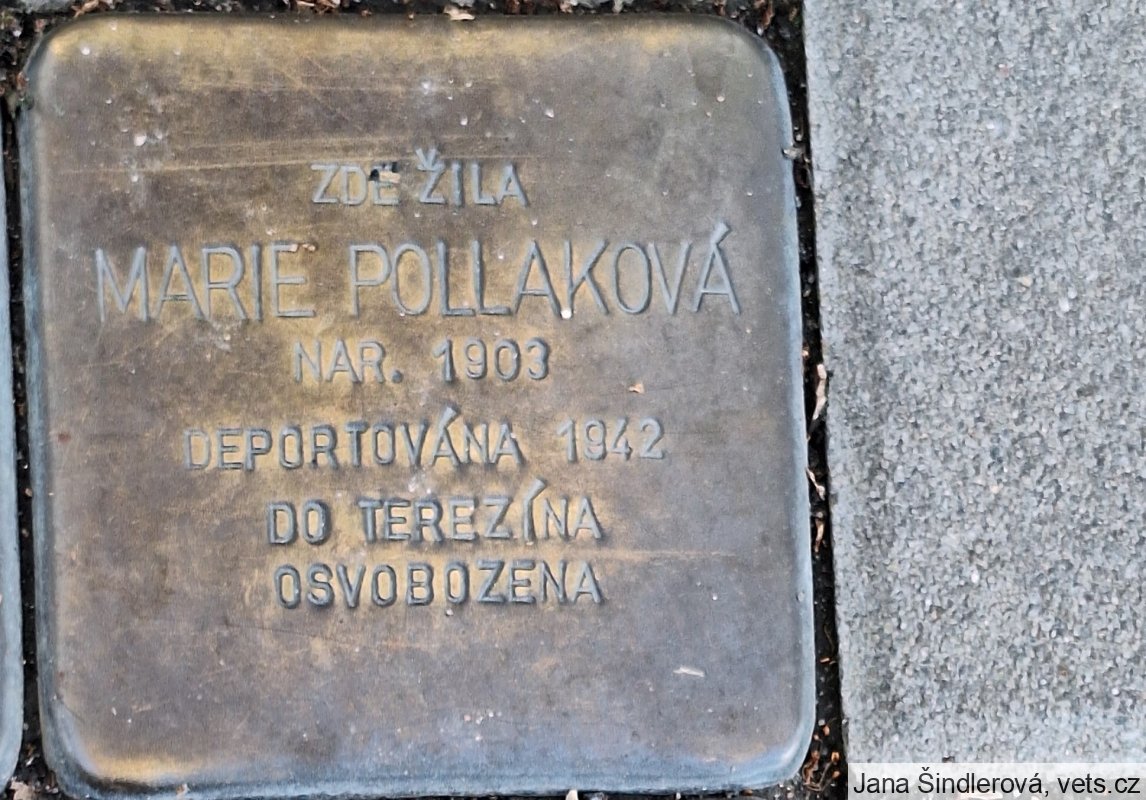 ZDE ŽILA
MARIE POLLAKOVÁ
NAR. 1903
DEPORTOVÁNA 1942
DO TEREZÍNA
OSVOBOZENA
Jana Šindlerová, vets.cz